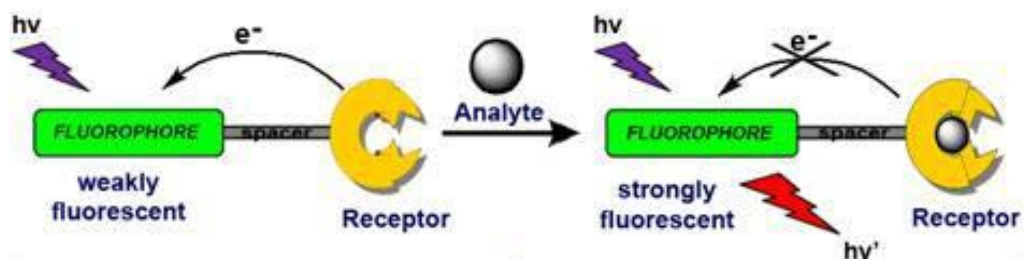 hν
e-
FLUOROPHORE
spacer
weakly
fluorescent
Receptor
Analyte
hν
e-
FLUOROPHORE
spacer
strongly
fluorescent
Receptor
hν'